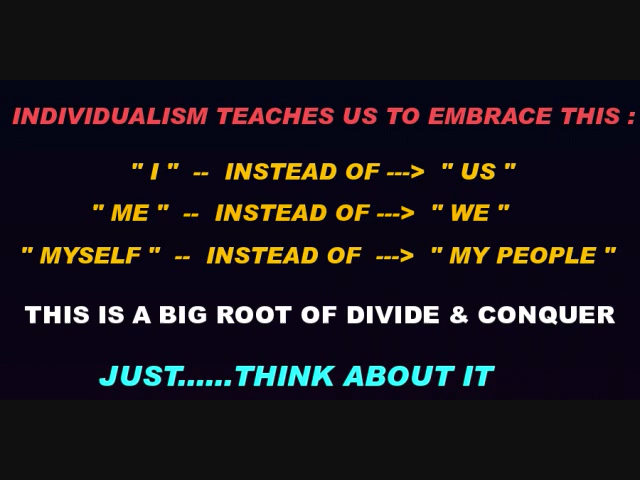 INDIVIDUALISM TEACHES US TO EMBRACE THIS :
" I " -- INSTEAD OF ---> " US "
" ME " -- INSTEAD OF ---> " WE "
" MYSELF " -- INSTEAD OF ---> " MY PEOPLE "
THIS IS A BIG ROOT OF DIVIDE & CONQUER
JUST......THINK ABOUT IT